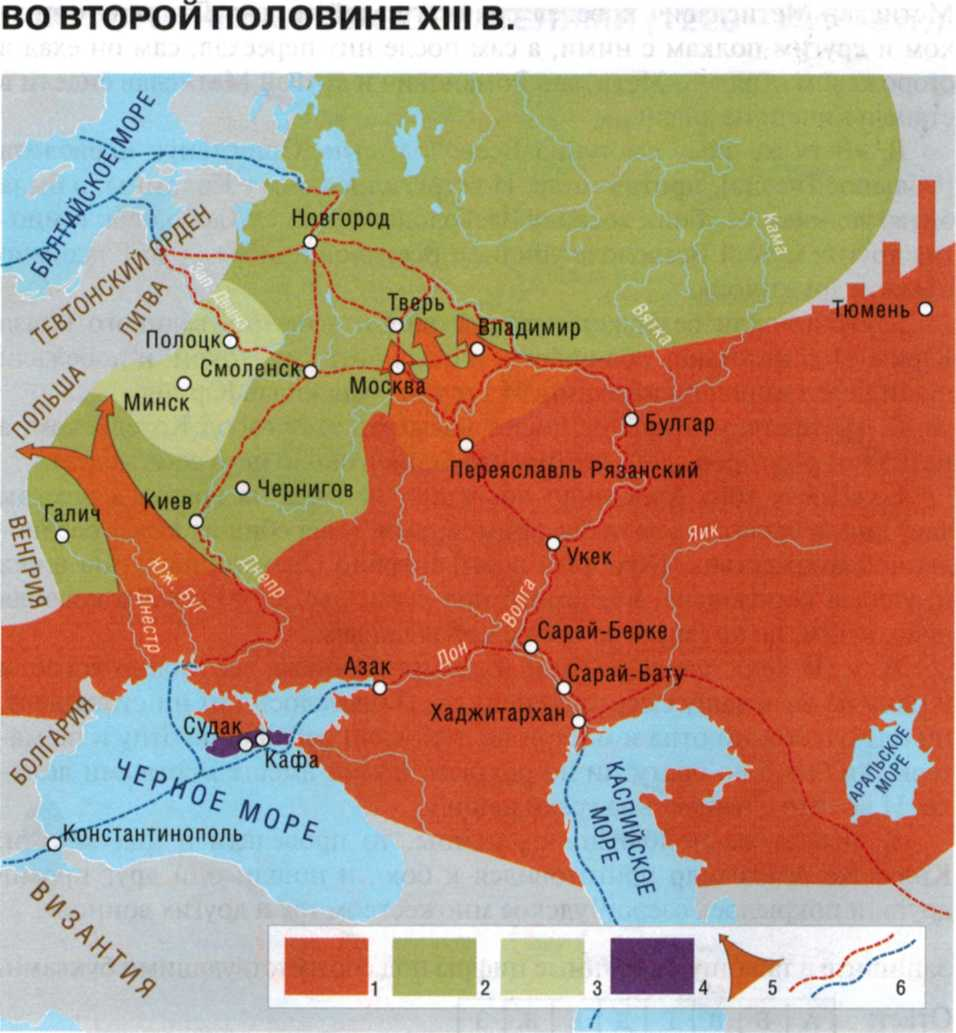 ВО ВТОРОЙ ПОЛОВИНЕ XIII В.
БАЛТИЙСКОЕ МОРЕ
ТЕВТОНСКИЙ ОРДЕН
ЛИТВА
ПОЛЬША
ВЕНГРИЯ
БОЛГАРИЯ
ВИЗАНТИЯ
Новгород
Зап. Двина
Кама
Вятка
Тверь
Владимир
Тюмень
Полоцк
Смоленск
Москва
Минск
Булгар
Переяславль Рязанский
Чернигов
Киев
Галич
Укек
Яик
Днепр
Юж. Буг
Днестр
Волга
Дон
Сарай-Берке
Азак
Сарай-Бату
Хаджитархан
Судак
Кафа
ЧЕРНОЕ МОРЕ
КАСПИЙСКОЕ
МОРЕ
АРАЛЬСКОЕ
МОРЕ
Константинополь
1 2 3 4 5 6